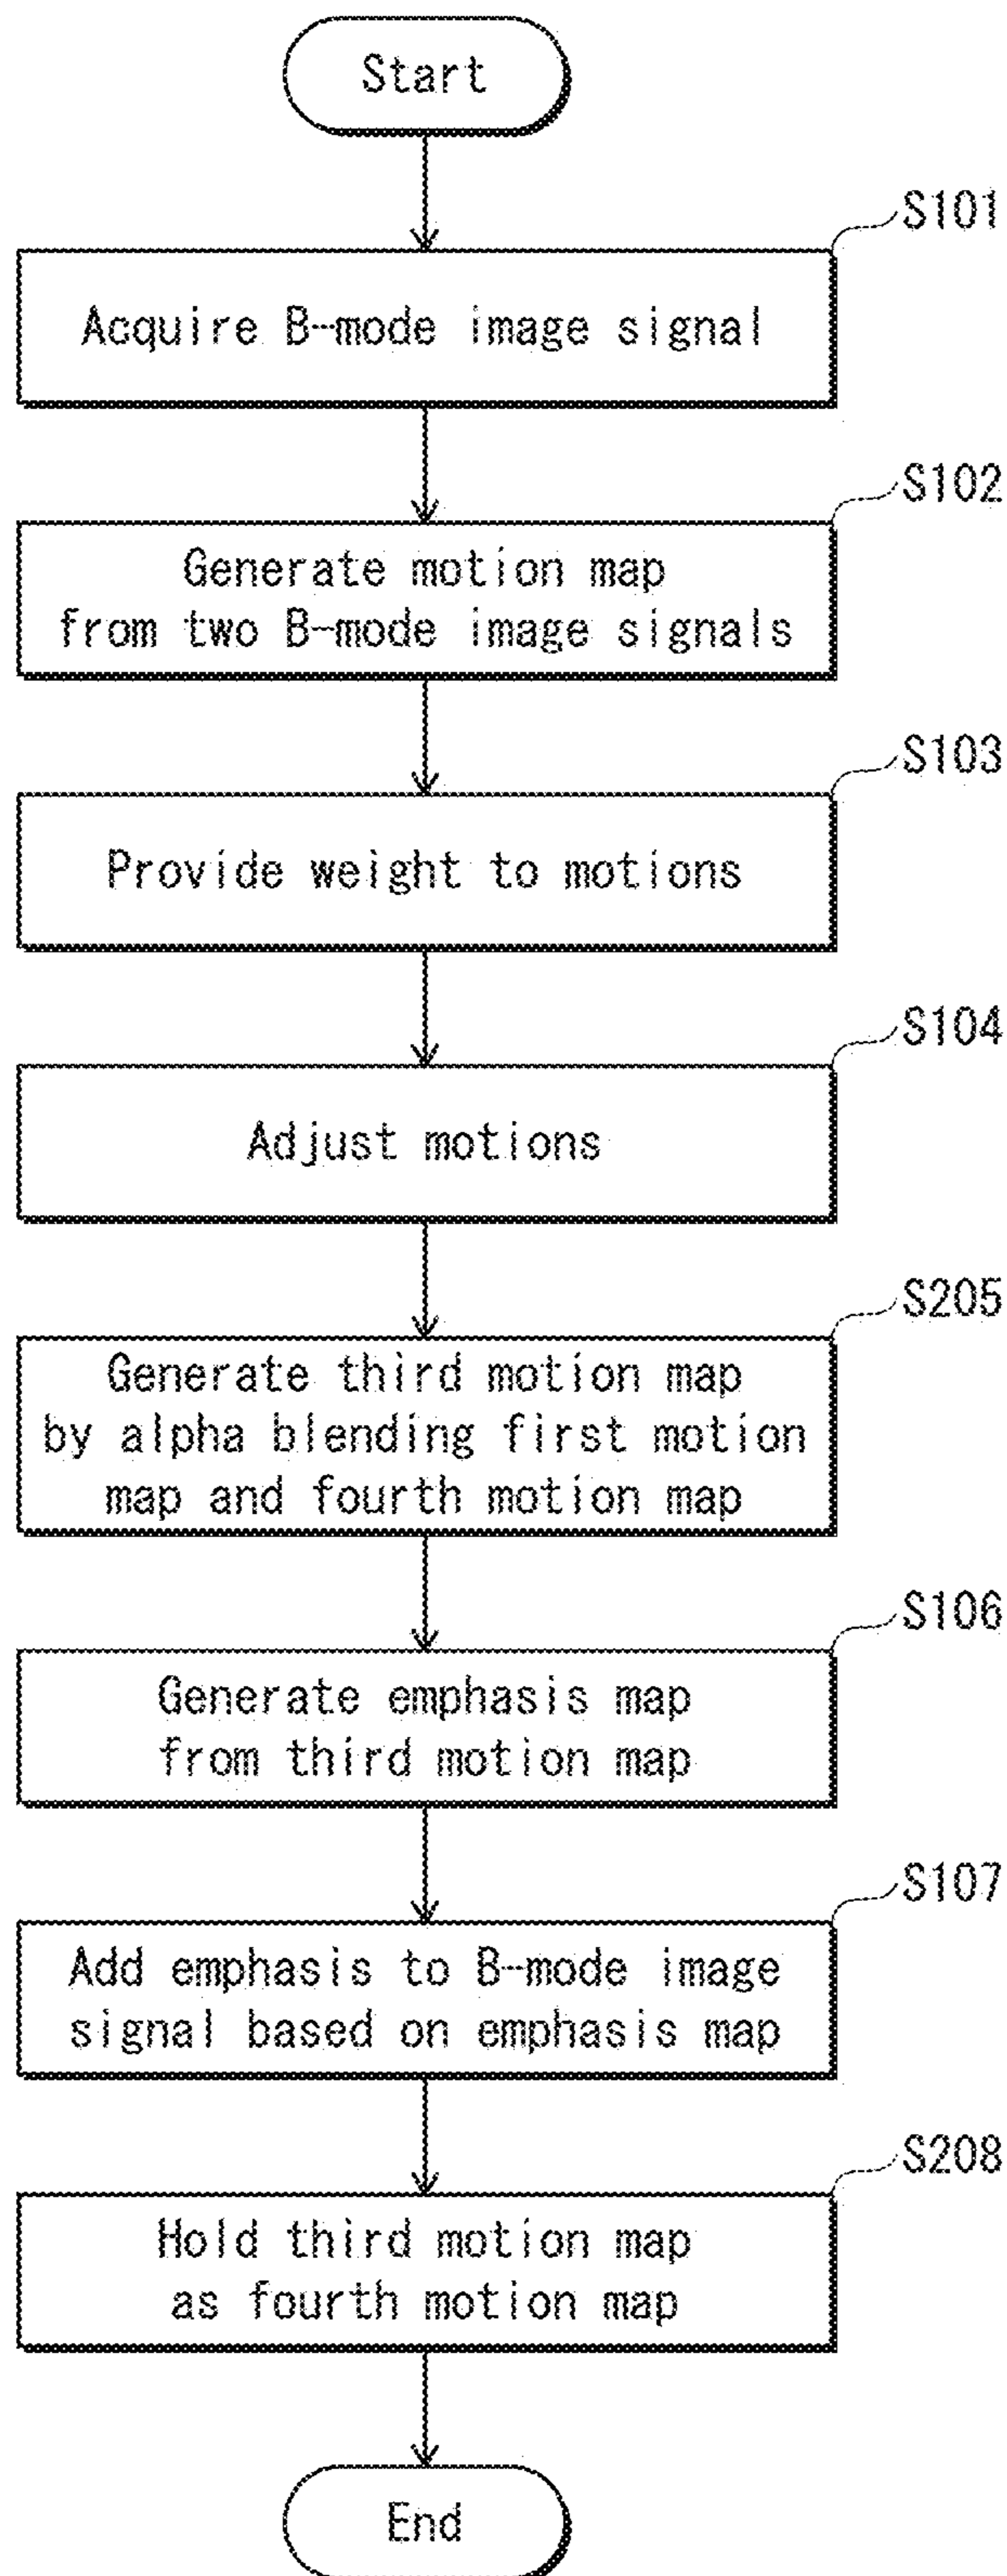 Start
S101
Acquire B-mode image signal
S102
Generate motion map
from two B-mode image signals
S103
Provide weight to motions
S104
Adjust motions
S205
Generate third motion map
by alpha blending first motion
map and fourth motion map
S106
Generate emphasis map
from third motion map
S107
Add emphasis to B-mode image
signal based on emphasis map
S208
Hold third motion map
as fourth motion map
End